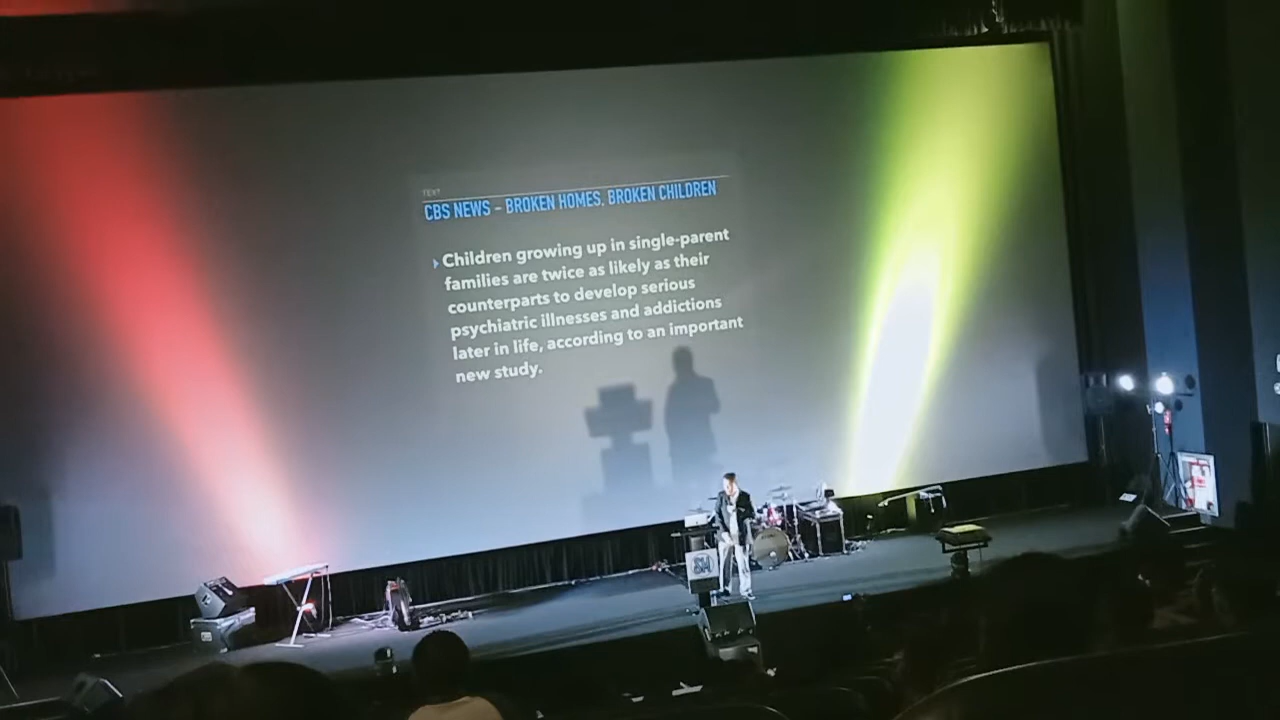 TEXT
CBS NEWS – BROKEN HOMES, BROKEN CHILDREN
Children growing up in single-parent
families are twice as likely as their
counterparts to develop serious
psychiatric illnesses and addictions
later in life, according to an important
new study.